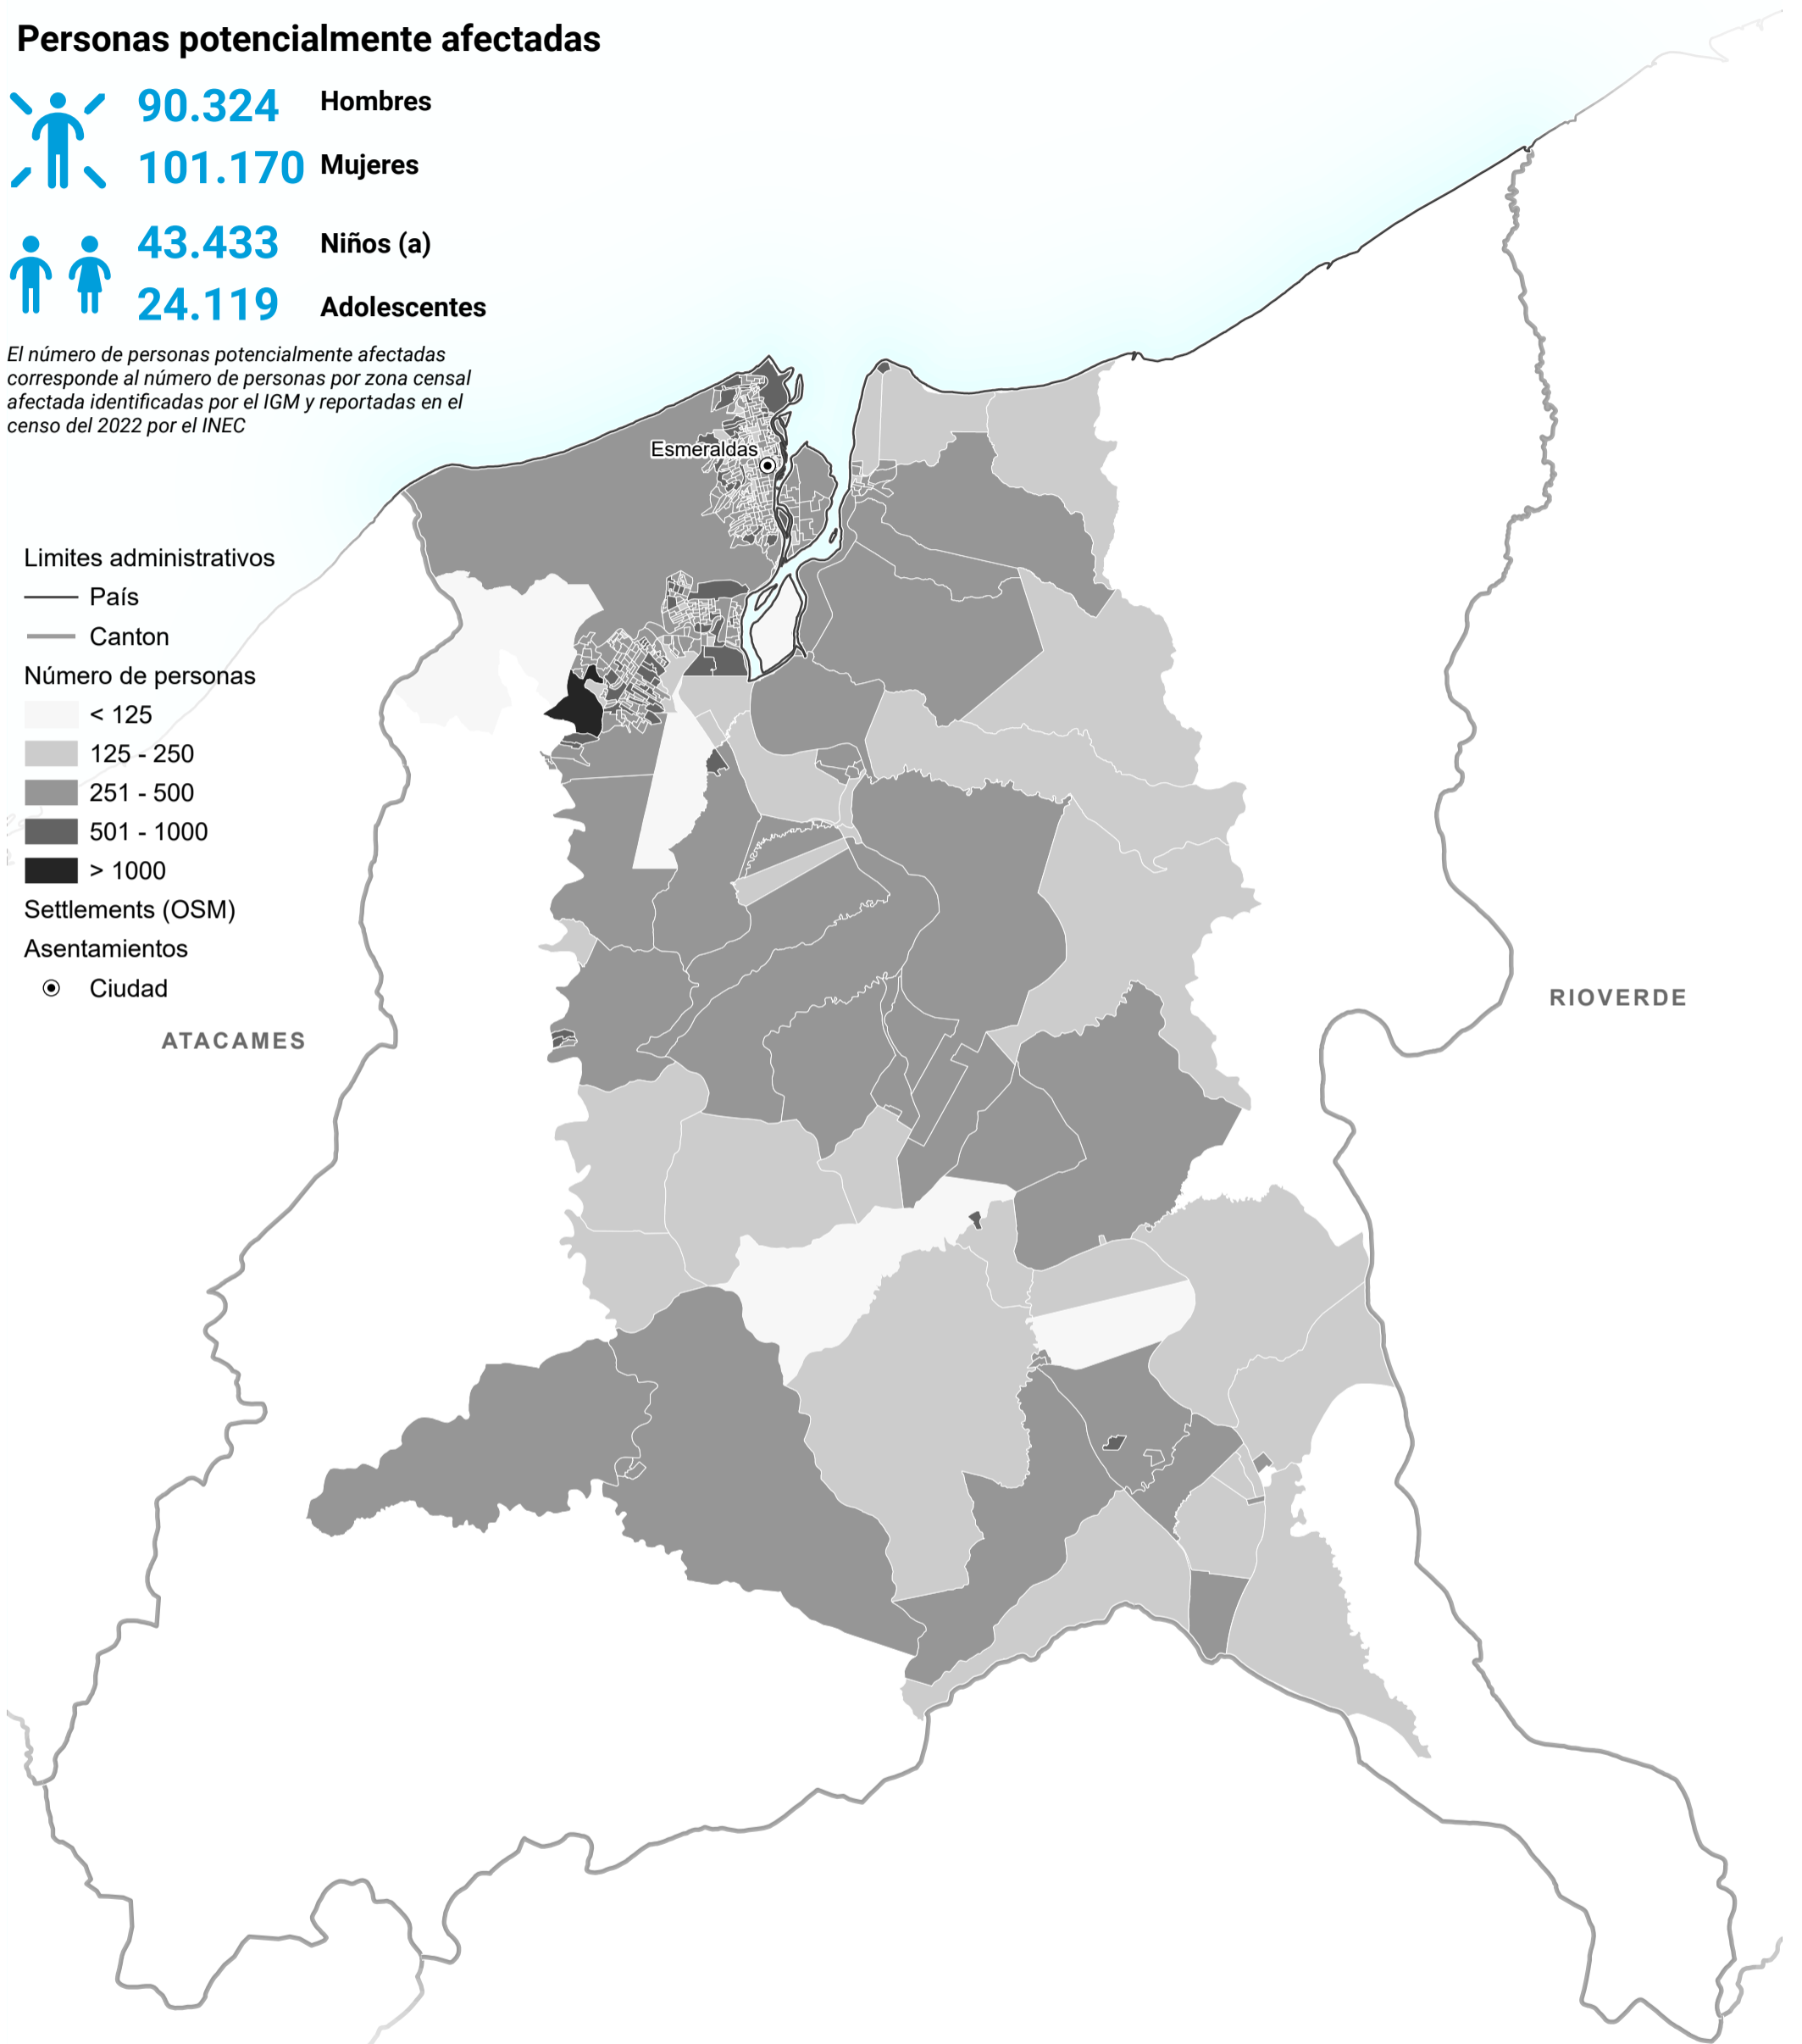 Personas potencialmente afectadas
90.324 Hombres
101.170 Mujeres
43.433 Niños (a)
24.119 Adolescentes
El número de personas potencialmente afectadas
corresponde al número de personas por zona censal
afectada identificadas por el IGM y reportadas en el
censo del 2022 por el INEC
Esmeraldas
Limites administrativos
País
Canton
Número de personas
< 125
125 - 250
251 - 500
501 - 1000
> 1000
Settlements (OSM)
Asentamientos
Ciudad
RIOVERDE
ATACAMES